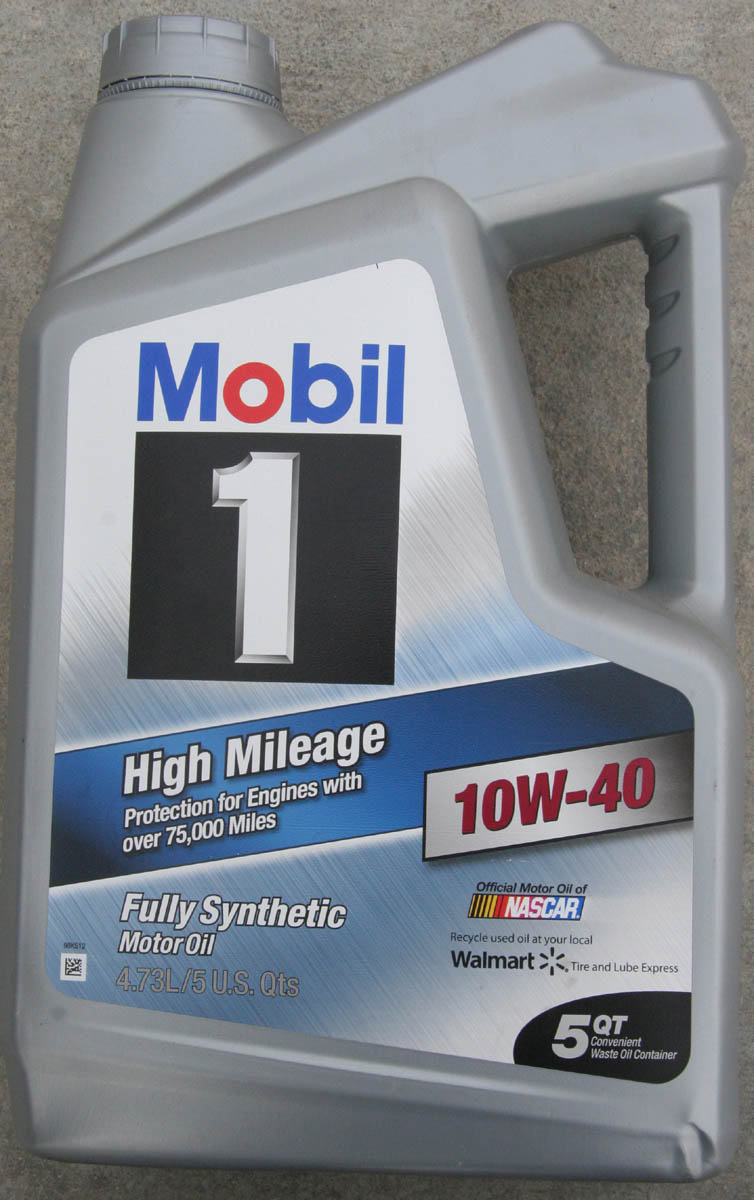 Mobil
1
High Mileage
Protection for Engines with
over 75,000 Miles
10W-40
Fully Synthetic
Motor Oil
4.73L/5 U.S. Qts
98KS12
Official Motor Oil of
NASCAR
Recycle used oil at your local
Walmart Tire and Lube Express
5 QT
Convenient
Waste Oil Container